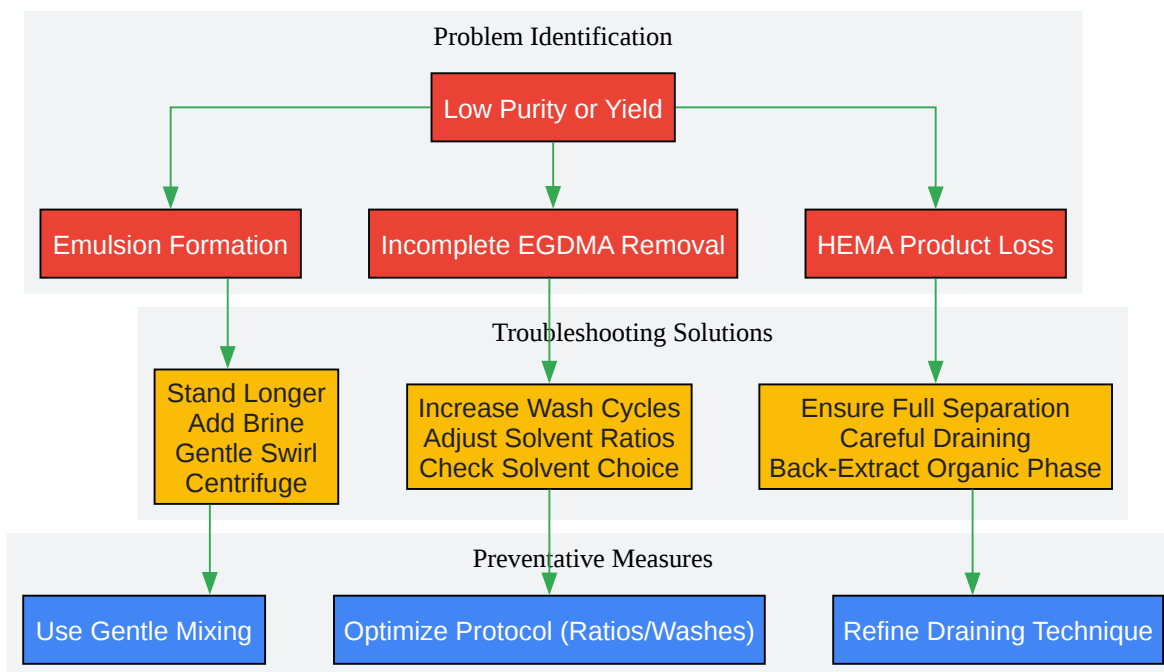 Problem Identification
Low Purity or Yield
Emulsion Formation
Incomplete EGDMA Removal
HEMA Product Loss
Troubleshooting Solutions
Stand Longer
Add Brine
Gentle Swirl
Centrifuge
Increase Wash Cycles
Adjust Solvent Ratios
Check Solvent Choice
Ensure Full Separation
Careful Draining
Back-Extract Organic Phase
Preventative Measures
Use Gentle Mixing
Optimize Protocol (Ratios/Washes)
Refine Draining Technique